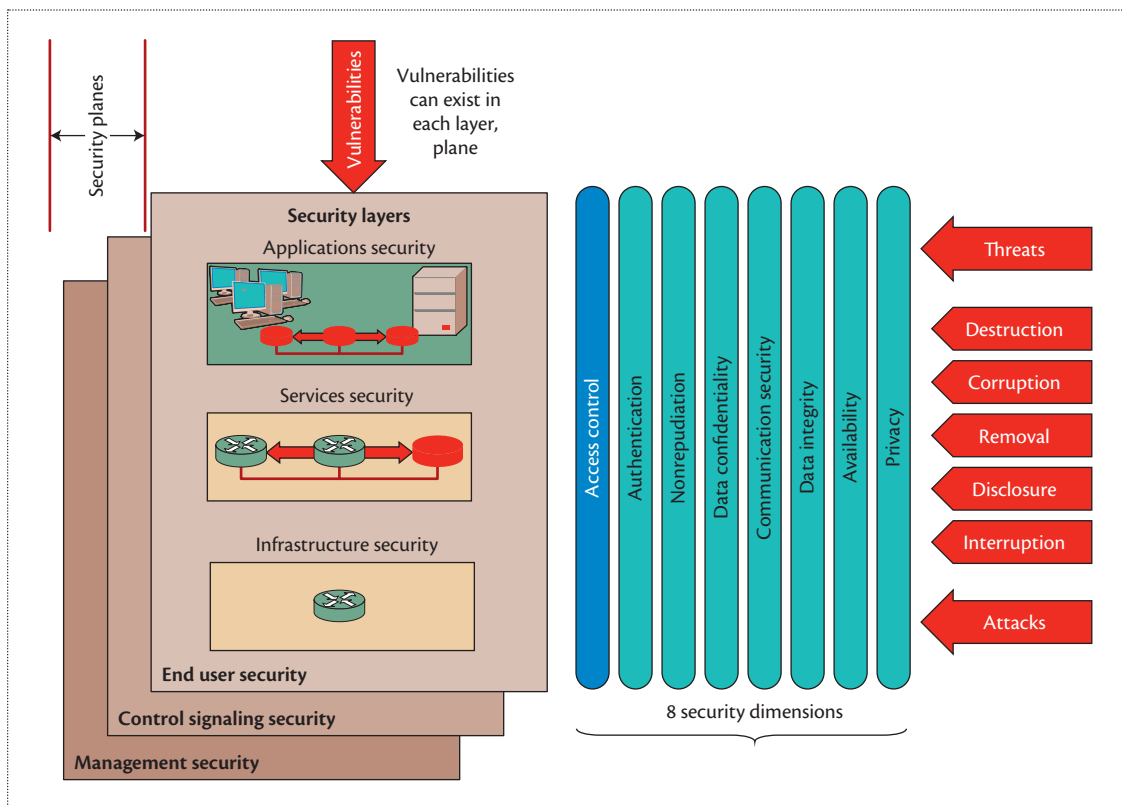 Security planes
Vulnerabilities
Vulnerabilities
can exist in
each layer,
plane
Security layers
Applications security
Services security
Infrastructure security
End user security
Control signaling security
Management security
Access control
Authentication
Nonrepudiation
Data confidentiality
Communication security
Data integrity
Availability
Privacy
8 security dimensions
Threats
Destruction
Corruption
Removal
Disclosure
Interruption
Attacks